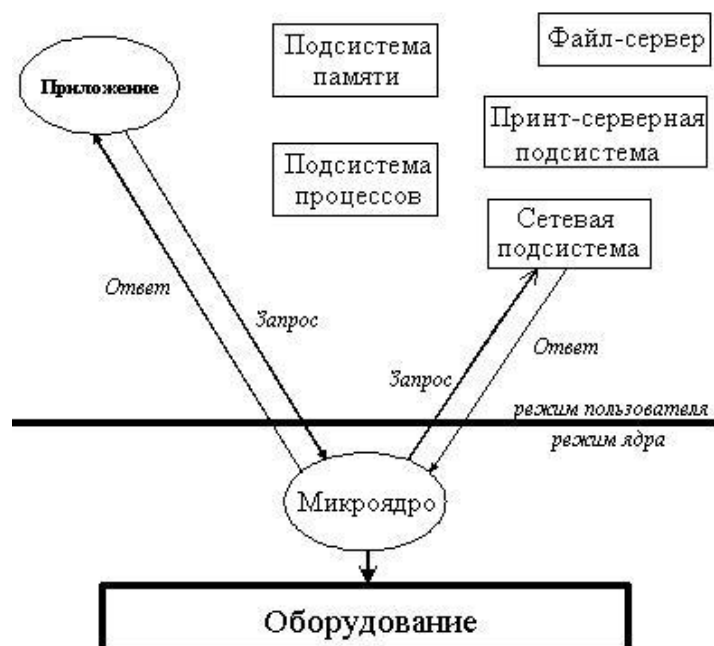 Приложение
Подсистема
памяти
Файл-сервер
Принт-серверная
подсистема
Подсистема
процессов
Сетевая
подсистема
Ответ
Запрос
Запрос
Ответ
режим пользователя
режим ядра
Микроядро
Оборудование